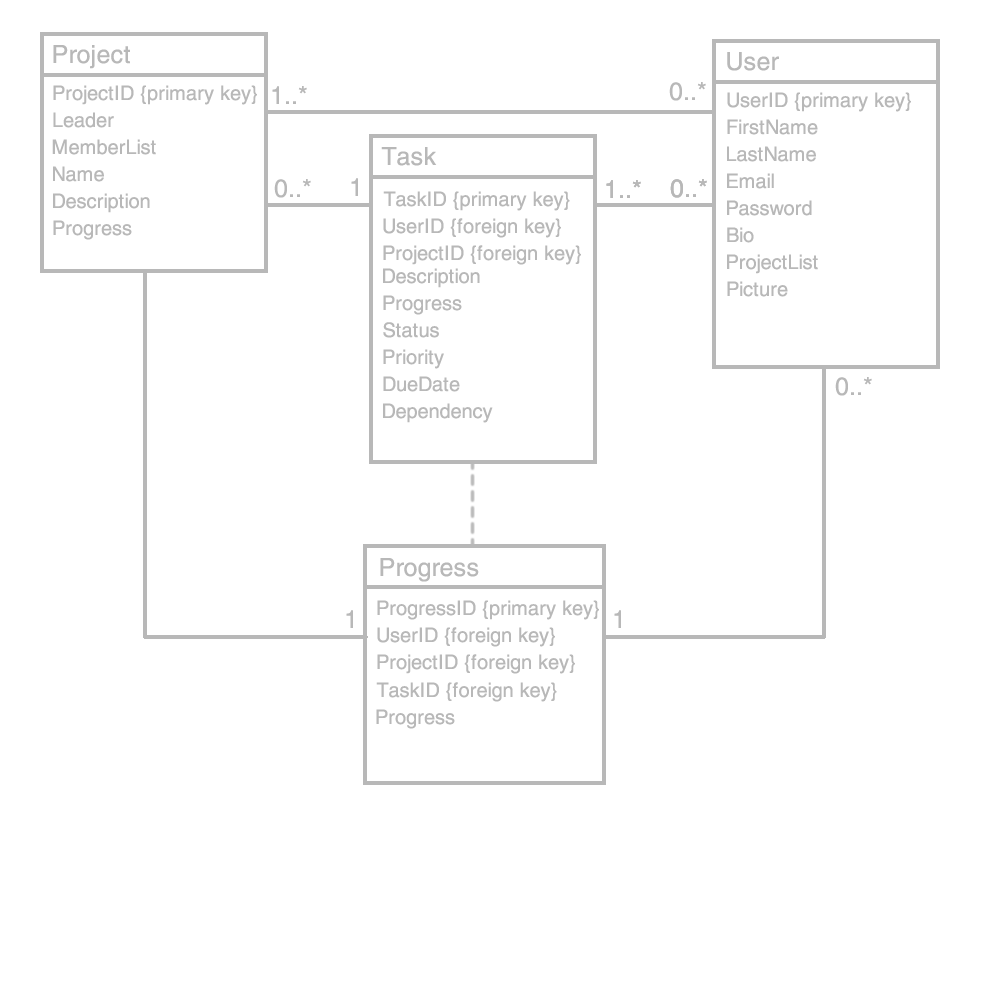 Project
ProjectID {primary key}
Leader
MemberList
Name
Description
Progress
1..*
0..*
0..*
1
Task
TaskID {primary key}
UserID {foreign key}
ProjectID {foreign key}
Description
Progress
Status
Priority
DueDate
Dependency
1..*
0..*
User
UserID {primary key}
FirstName
LastName
Email
Password
Bio
ProjectList
Picture
0..*
1
Progress
ProgressID {primary key}
UserID {foreign key}
ProjectID {foreign key}
TaskID {foreign key}
Progress
1